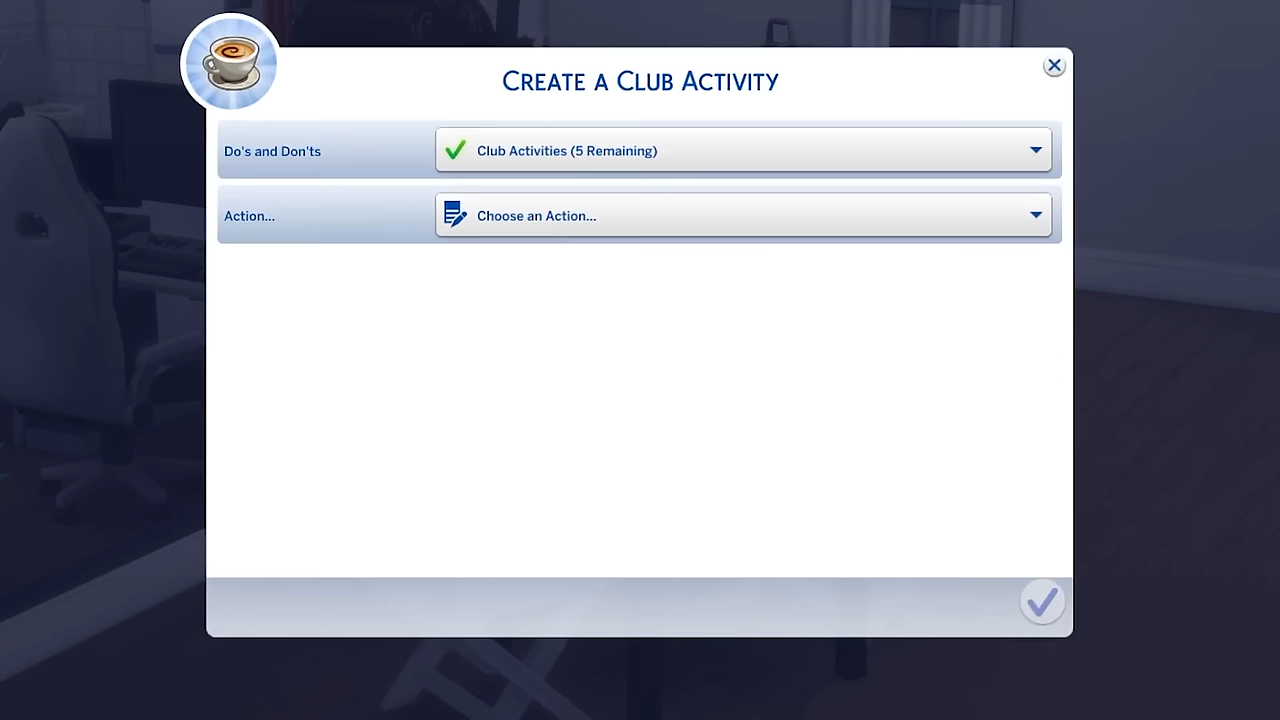 CREATE A CLUB ACTIVITY
Do's and Don'ts
Club Activities (5 Remaining)
Action...
Choose an Action...